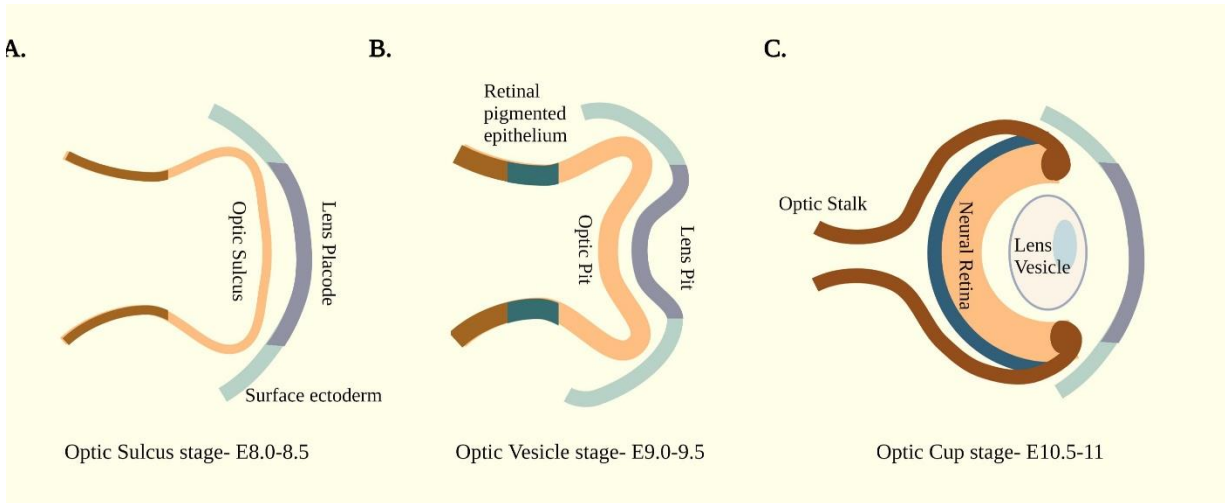 A.
B.
C.
Retinal
pigmented
epithelium
Optic Sulcus
Lens Placode
Surface ectoderm
Optic Pit
Lens Pit
Optic Stalk
Neural Retina
Lens
Vesicle
Optic Sulcus stage- E8.0-8.5
Optic Vesicle stage- E9.0-9.5
Optic Cup stage- E10.5-11